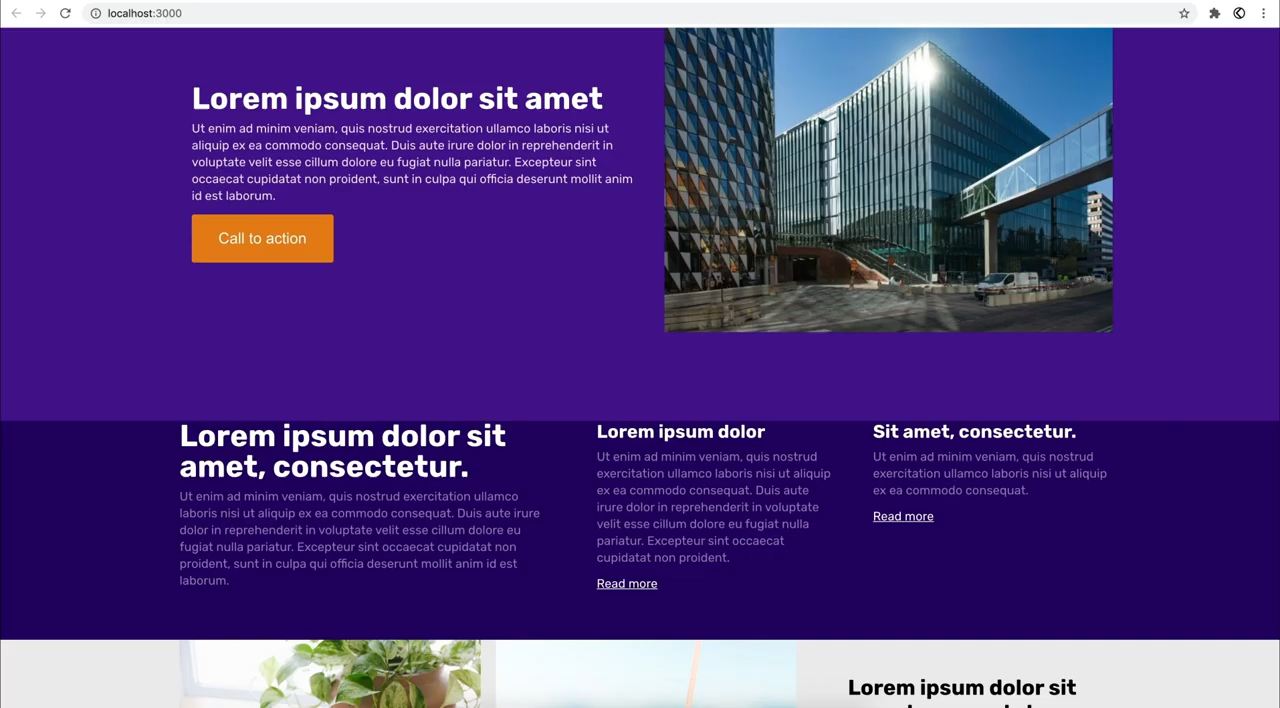 localhost:3000
Lorem ipsum dolor sit amet
Ut enim ad minim veniam, quis nostrud exercitation ullamco laboris nisi ut
aliquip ex ea commodo consequat. Duis aute irure dolor in reprehenderit in
voluptate velit esse cillum dolore eu fugiat nulla pariatur. Excepteur sint
occaecat cupidatat non proident, sunt in culpa qui officia deserunt mollit anim
id est laborum.
Call to action
Lorem ipsum dolor sit
amet, consectetur.
Ut enim ad minim veniam, quis nostrud exercitation ullamco
laboris nisi ut aliquip ex ea commodo consequat. Duis aute irure
dolor in reprehenderit in voluptate velit esse cillum dolore eu
fugiat nulla pariatur. Excepteur sint occaecat cupidatat non
proident, sunt in culpa qui officia deserunt mollit anim id est
laborum.
Lorem ipsum dolor
Ut enim ad minim veniam, quis nostrud
exercitation ullamco laboris nisi ut aliquip
ex ea commodo consequat. Duis aute
irure dolor in reprehenderit in voluptate
velit esse cillum dolore eu fugiat nulla
pariatur. Excepteur sint occaecat
cupidatat non proident.
Read more
Sit amet, consectetur.
Ut enim ad minim veniam, quis nostrud
exercitation ullamco laboris nisi ut aliquip
ex ea commodo consequat.
Read more
Lorem ipsum dolor sit